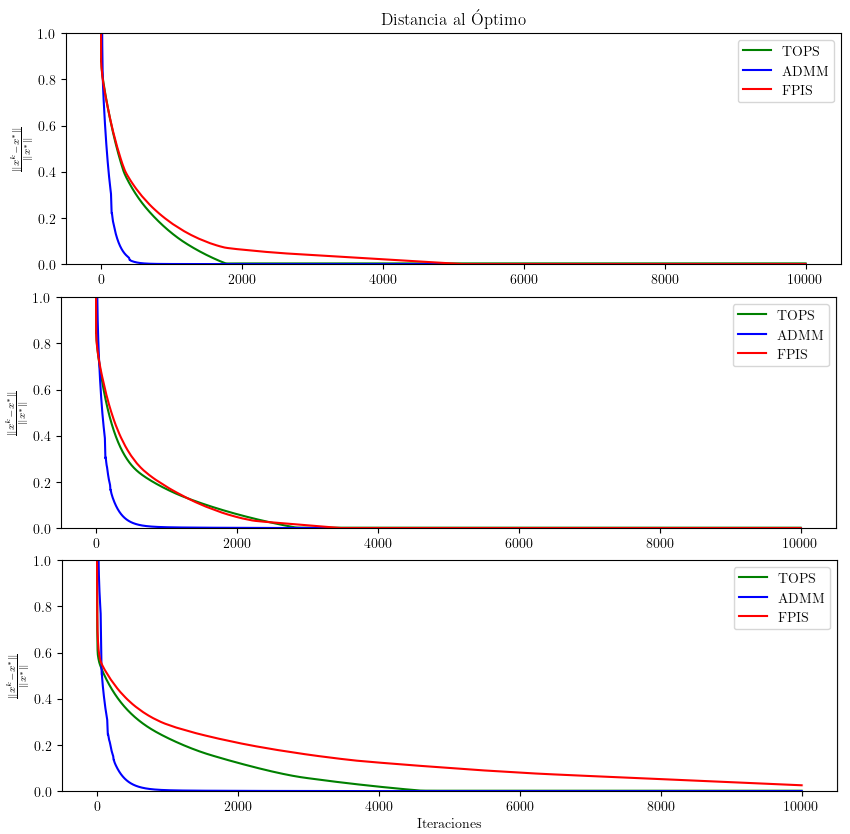 Distancia al Óptimo
1.0
0.8
0.6
0.4
0.2
0.0
||x^k − x*||
||x*||
TOPS
ADMM
FPIS
0 2000 4000 6000 8000 10000
1.0
0.8
0.6
0.4
0.2
0.0
||x^k − x*||
||x*||
TOPS
ADMM
FPIS
0 2000 4000 6000 8000 10000
1.0
0.8
0.6
0.4
0.2
0.0
||x^k − x*||
||x*||
TOPS
ADMM
FPIS
0 2000 4000 6000 8000 10000
Iteraciones